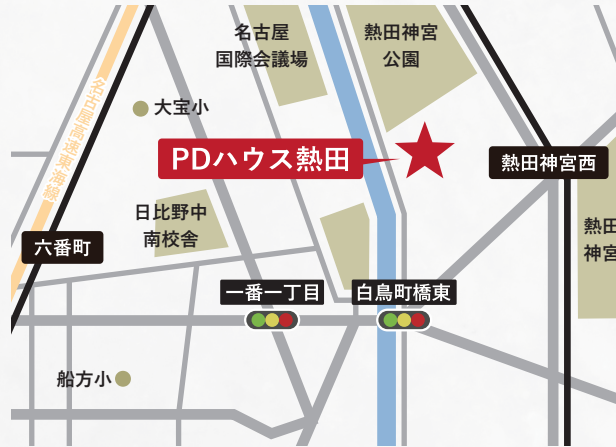 名古屋
国際会議場
熱田神宮
公園
名古屋高速東海線
大宝小
PDハウス熱田
熱田神宮西
日比野中
南校舎
熱田
神宮
六番町
一番一丁目
白鳥町橋東
船方小